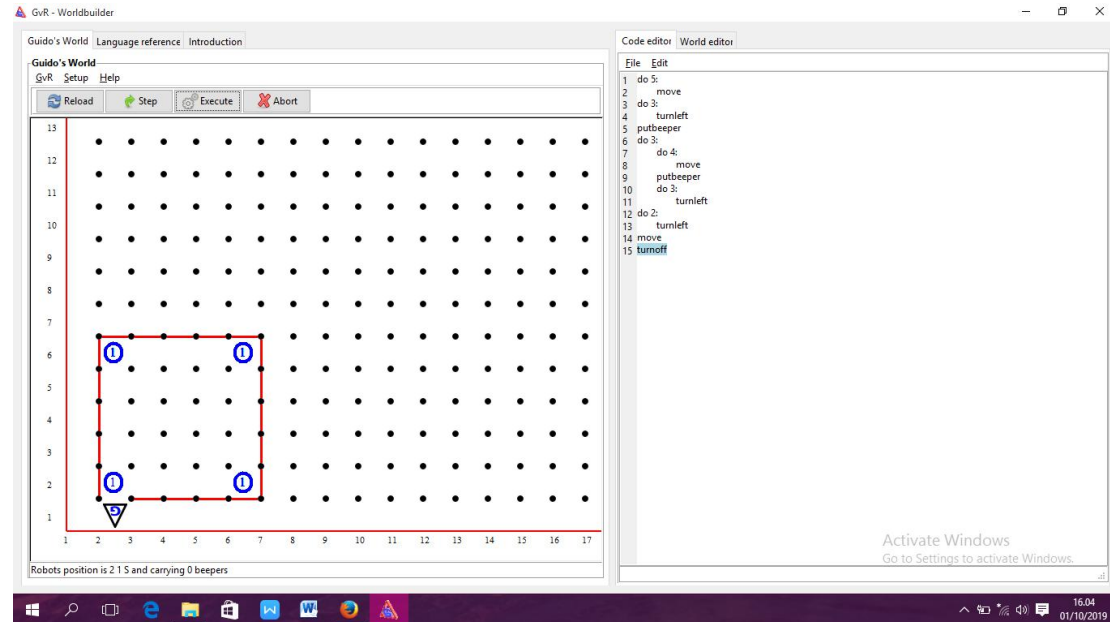 GvR - Worldbuilder
Guido's World Language reference Introduction
Guido's World
GvR Setup Help
Reload Step Execute Abort
13
12
11
10
9
8
7
6
5
4
3
2
1
1 1
1 1
G
1 2 3 4 5 6 7 8 9 10 11 12 13 14 15 16 17
Robots position is 2 1 S and carrying 0 beepers
Code editor World editor
File Edit
1 do 5:
2 move
3 do 3:
4 turnleft
5 putbeeper
6 do 3:
7 do 4:
8 move
9 putbeeper
10 do 3:
11 turnleft
12 do 2:
13 turnleft
14 move
15 turnoff
Activate Windows
Go to Settings to activate Windows.
16.04
01/10/2019